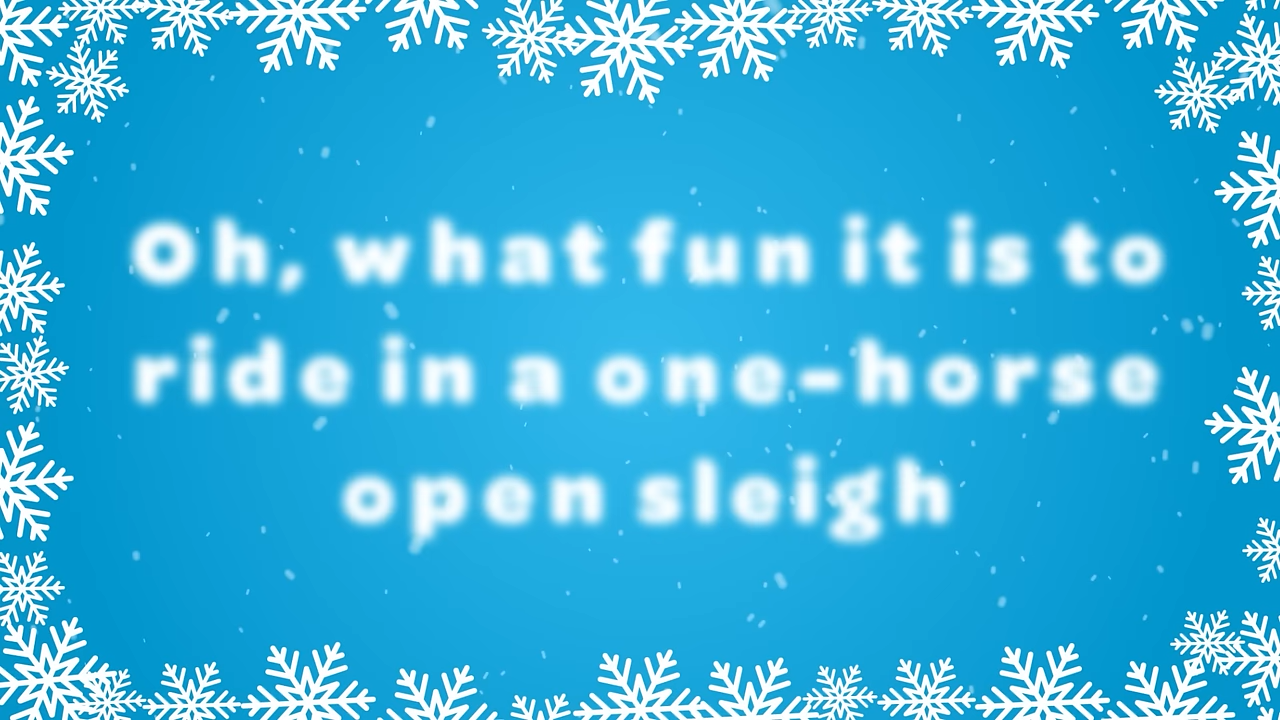 Oh, what fun it is to
ride in a one-horse
open sleigh